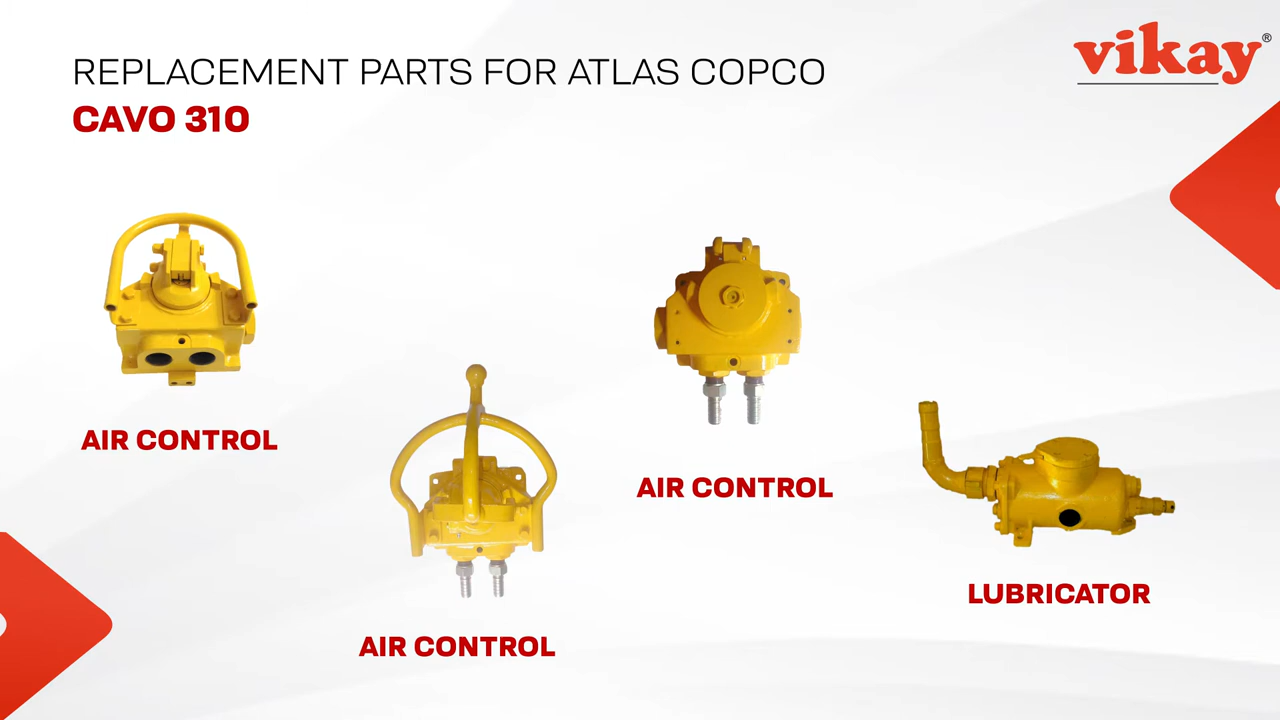 REPLACEMENT PARTS FOR ATLAS COPCO
CAVO 310
vikay®
AIR CONTROL
AIR CONTROL
AIR CONTROL
LUBRICATOR